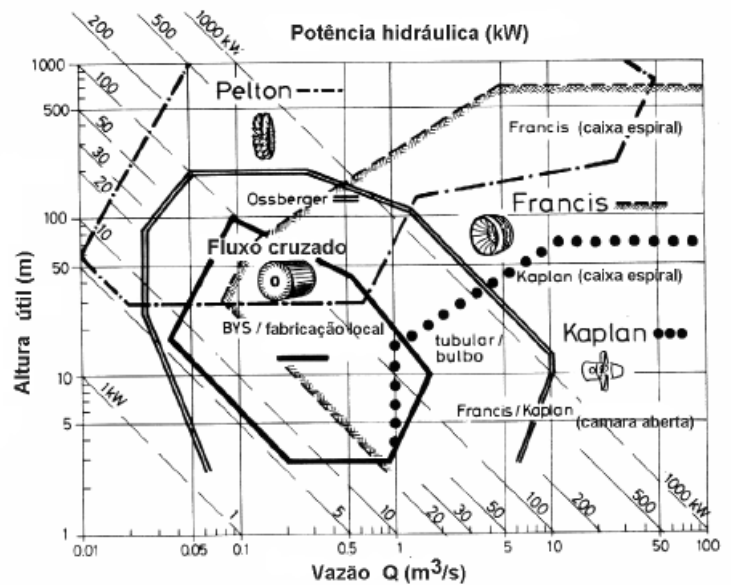 Potência hidráulica (kW)
200
500
1000 kW
1000
500
100
50
10
5
1
Altura útil (m)
100
50
30
20
10
1 kW
Pelton
Ossberger
Fluxo cruzado
BYS / fabricação local
Francis (caixa espiral)
Francis
Kaplan (caixa espiral)
tubular /
bulbo
Kaplan
Francis/Kaplan
(camara aberta)
1
5
10
20
30
50
100
200
500
1000 kW
0.01
0.05
0.1
0.5
1
5
10
50
100
Vazão Q (m³/s)